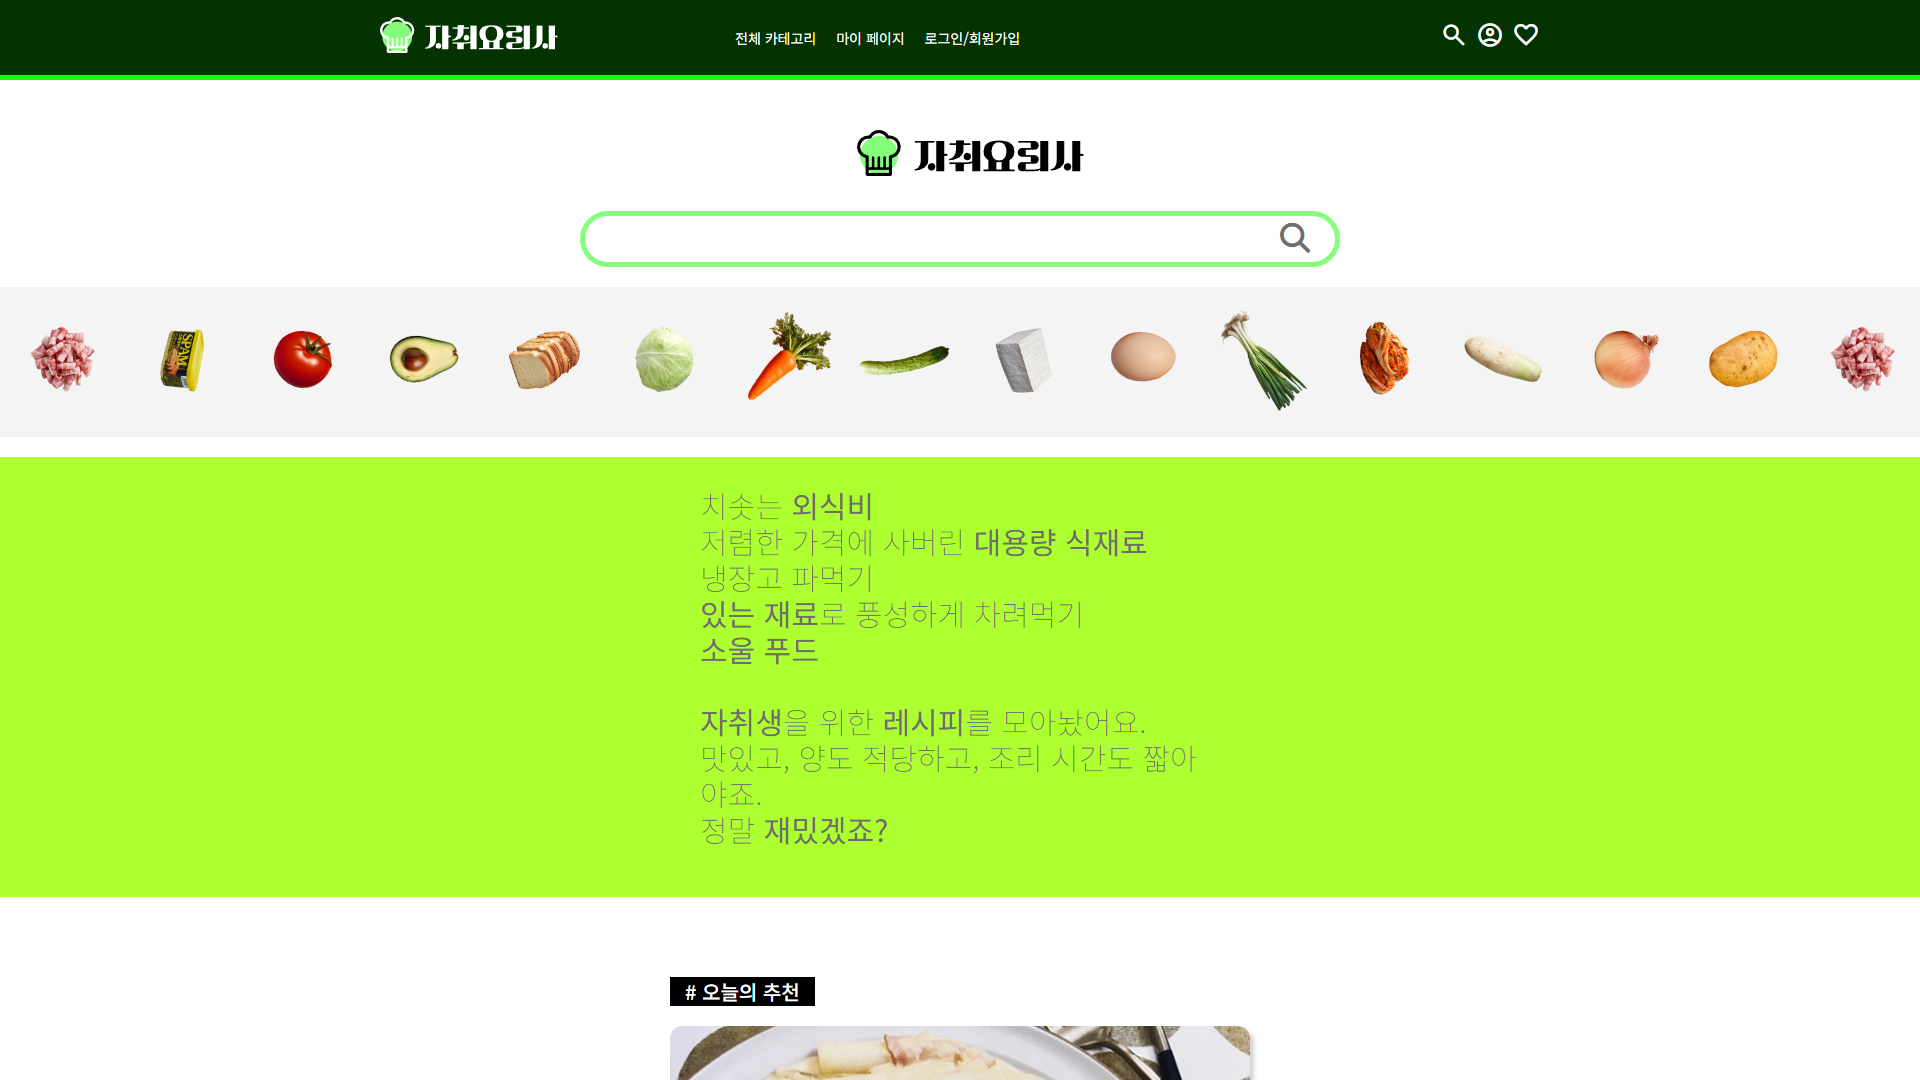 자취요리사
전체 카테고리 마이 페이지 로그인/회원가입
자취요리사
SPAM
치솟는 외식비
저렴한 가격에 사버린 대용량 식재료
냉장고 파먹기
있는 재료로 풍성하게 차려먹기
소울 푸드
자취생을 위한 레시피를 모아놨어요.
맛있고, 양도 적당하고, 조리 시간도 짧아
야죠.
정말 재밌겠죠?
# 오늘의 추천